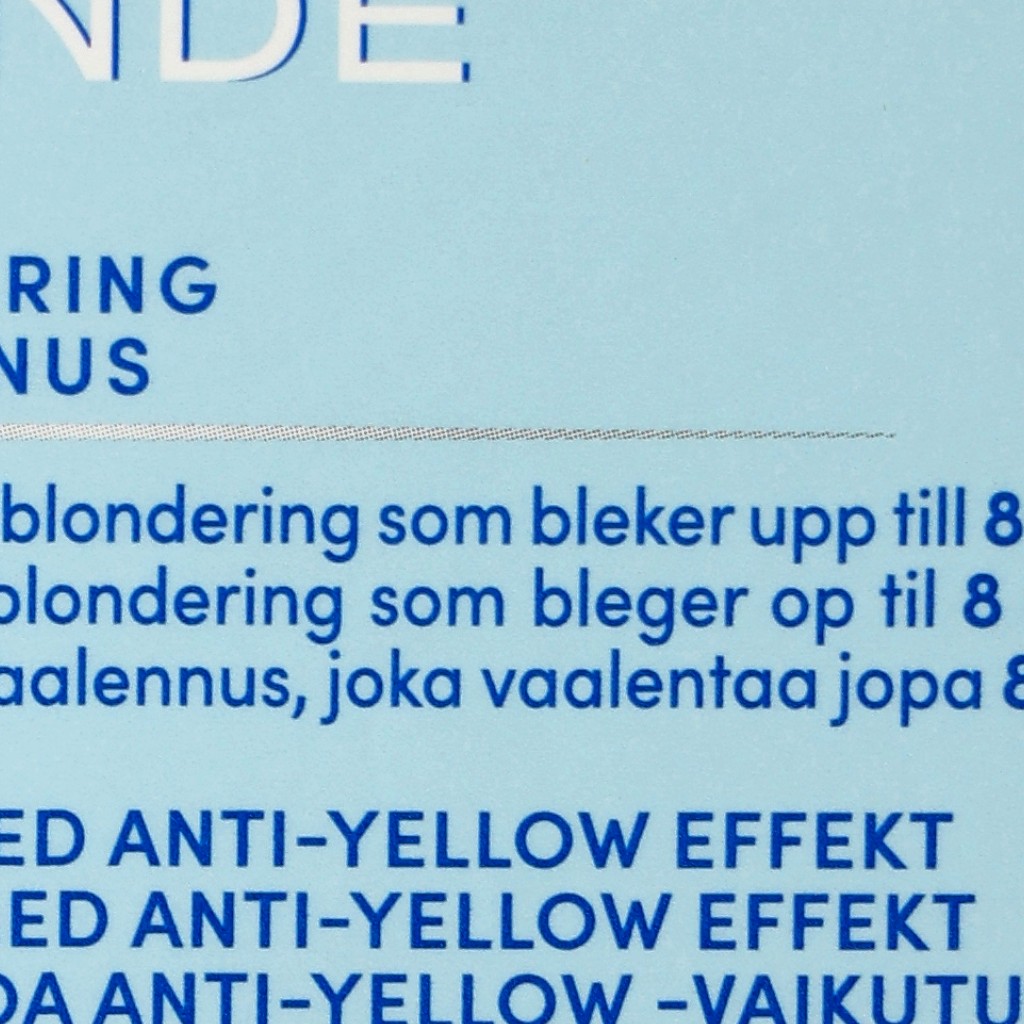 NDE
RING
NUS
blondering som bleker upp till 8
blondering som bleger op til 8
aalennus, joka vaalentaa jopa 8
ED ANTI-YELLOW EFFEKT
ED ANTI-YELLOW EFFEKT
DA ANTI-YELLOW -VAIKUTU